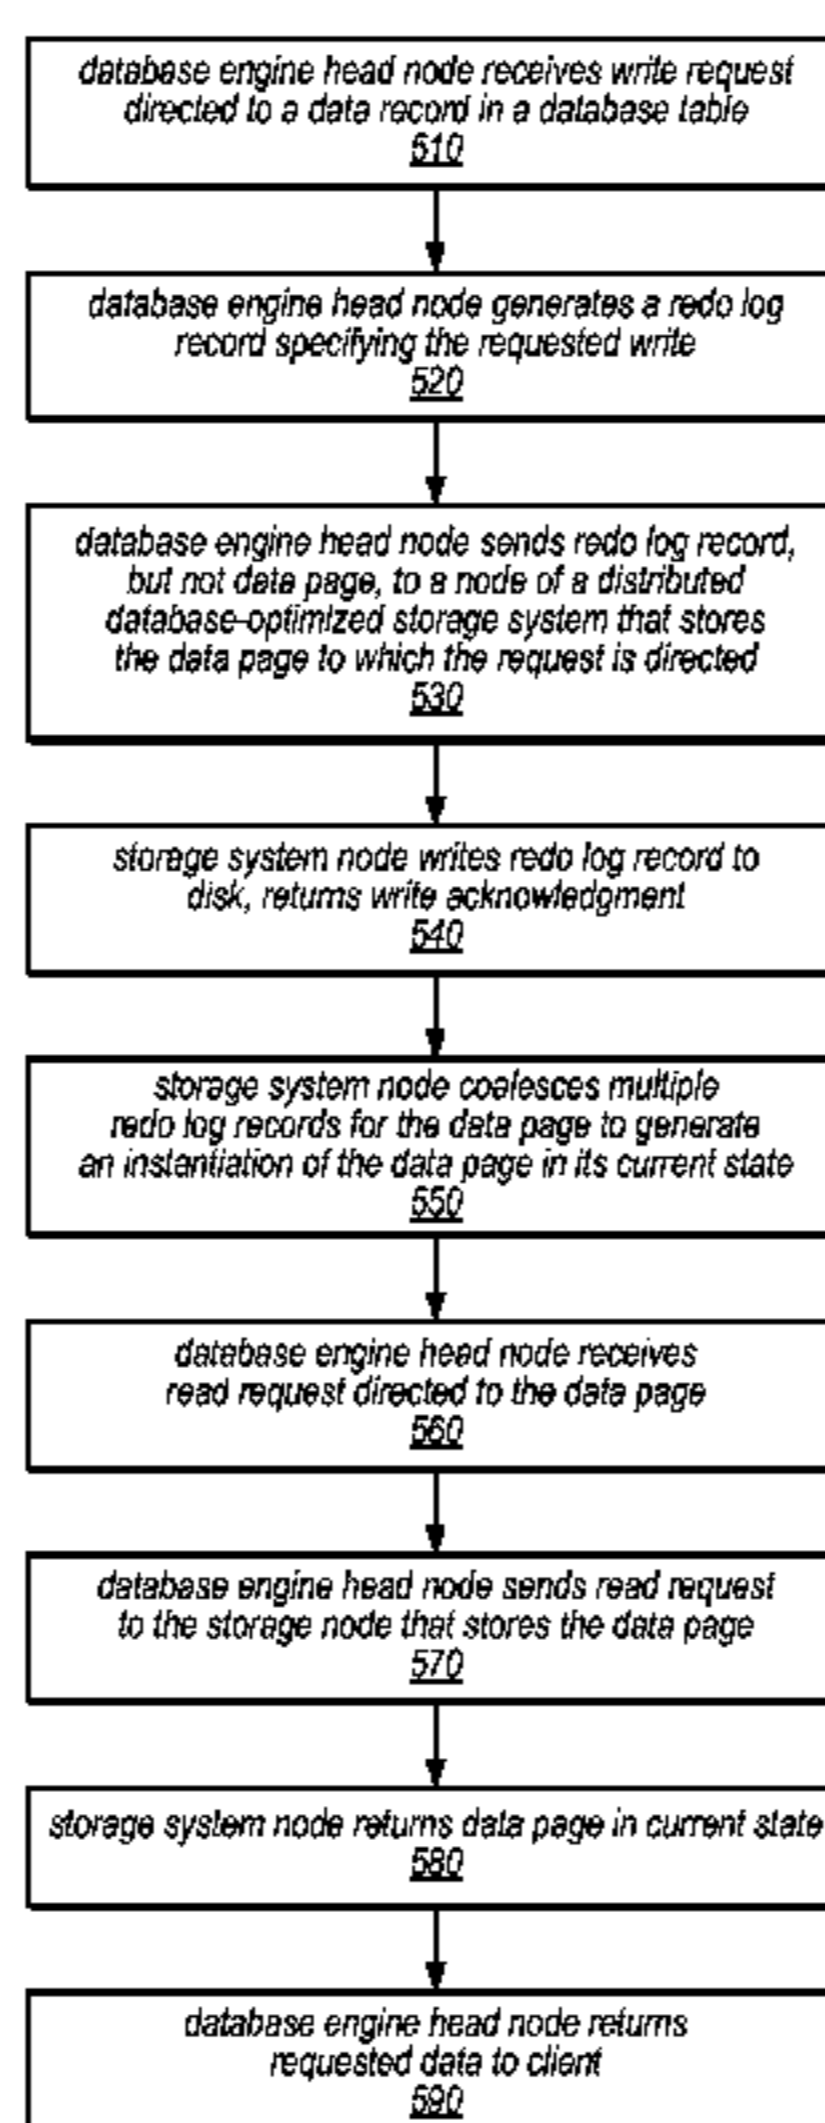 database engine head node receives write request
directed to a data record in a database table
510
database engine head node generates a redo log
record specifying the requested write
520
database engine head node sends redo log record,
but not data page, to a node of a distributed
database-optimized storage system that stores
the data page to which the request is directed
530
storage system node writes redo log record to
disk, returns write acknowledgment
540
storage system node coalesces multiple
redo log records for the data page to generate
an instantiation of the data page in its current state
550
database engine head node receives
read request directed to the data page
560
database engine head node sends read request
to the storage node that stores the data page
570
storage system node returns data page in current state
580
database engine head node returns
requested data to client
590